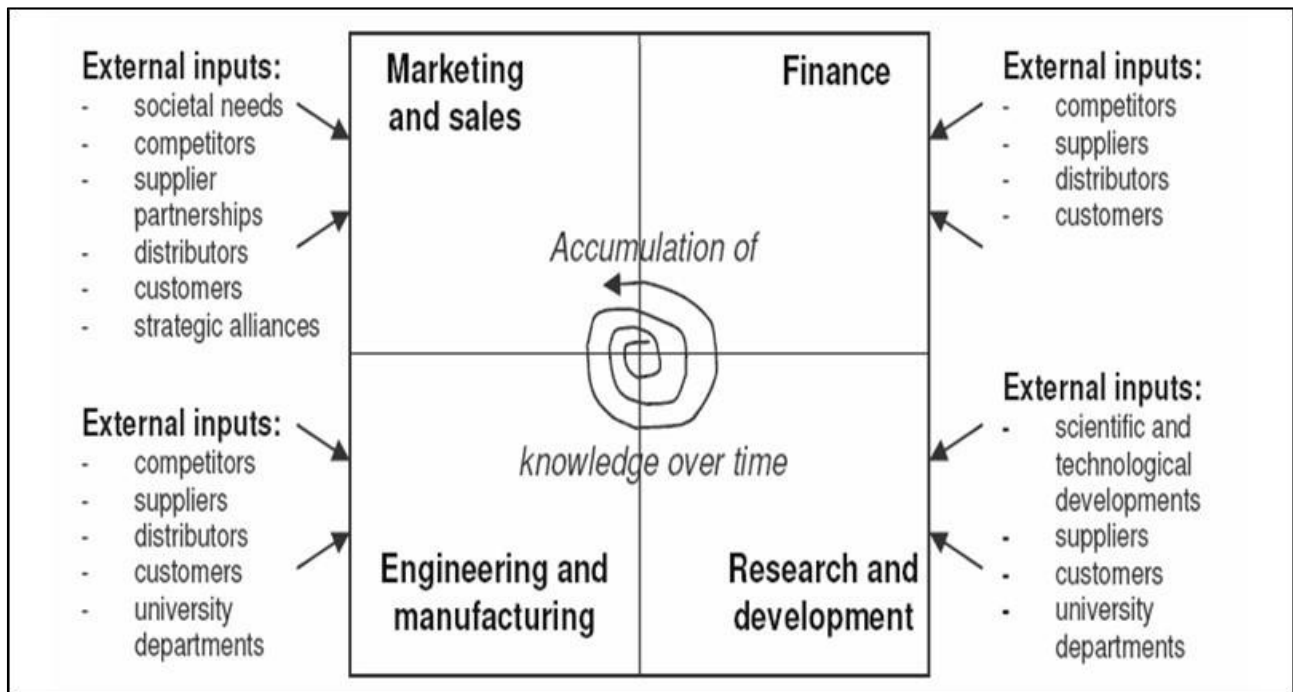 External inputs:
- societal needs
- competitors
- supplier
partnerships
- distributors
- customers
- strategic alliances
Marketing
and sales
Finance
External inputs:
- competitors
- suppliers
- distributors
- customers
Accumulation of
knowledge over time
External inputs:
- competitors
- suppliers
- distributors
- customers
- university
departments
Engineering and
manufacturing
Research and
development
External inputs:
- scientific and
technological
developments
- suppliers
- customers
- university
departments